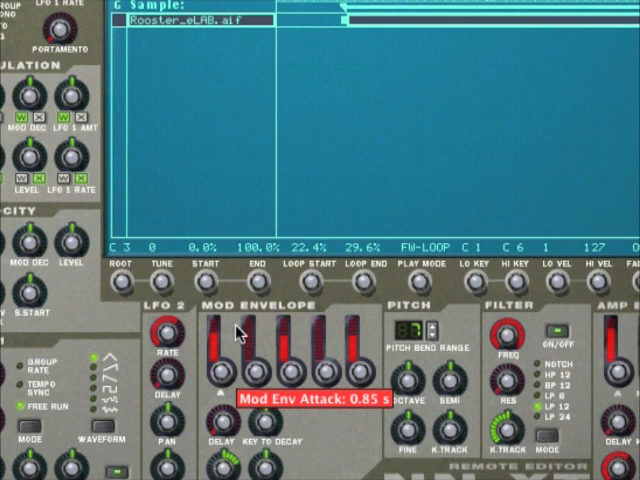 LFO 1 RATE
G Sample:
ROUP
ONO
Rooster_eLAB.aif
PORTAMENTO
ULATION
W X W X
MOD DEC LFO 1 AMT
W X W X
LEVEL LFO 1 RATE
OCITY
C 3 0 0.0% 100.0% 22.4% 29.6% FW-LOOP C 1 C 6 1 127
MOD DEC LEVEL
ROOT TUNE START END LOOP START LOOP END PLAY MODE LO KEY HI KEY LO VEL HI VEL FA
S.START
LFO 2 MOD ENVELOPE PITCH FILTER AMP E
7
RATE
PITCH BEND RANGE
FREQ
ON/OFF
GROUP RATE
NOTCH
HP 12
TEMPO SYNC
BP 12
DELAY
Mod Env Attack: 0.85 s
OCTAVE SEMI
RES
LP 6
FREE RUN
LP 12
LP 24
MODE WAVEFORM
PAN
DELAY KEY TO DECAY
FINE K.TRACK
K.TRACK
MODE
DELAY
REMOTE EDITOR